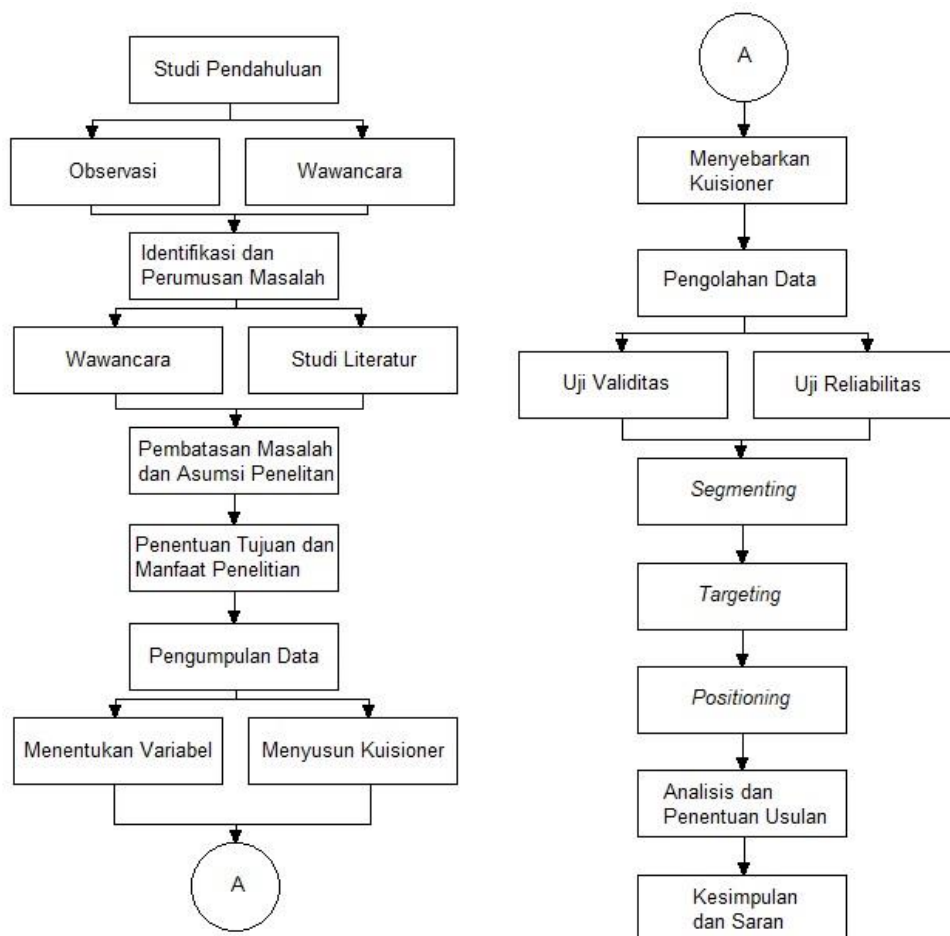 Studi Pendahuluan
Observasi
Wawancara
Identifikasi dan
Perumusan Masalah
Wawancara
Studi Literatur
Pembatasan Masalah
dan Asumsi Penelitan
Penentuan Tujuan dan
Manfaat Penelitian
Pengumpulan Data
Menentukan Variabel
Menyusun Kuisioner
A
A
Menyebarkan
Kuisioner
Pengolahan Data
Uji Validitas
Uji Reliabilitas
Segmenting
Targeting
Positioning
Analisis dan
Penentuan Usulan
Kesimpulan
dan Saran